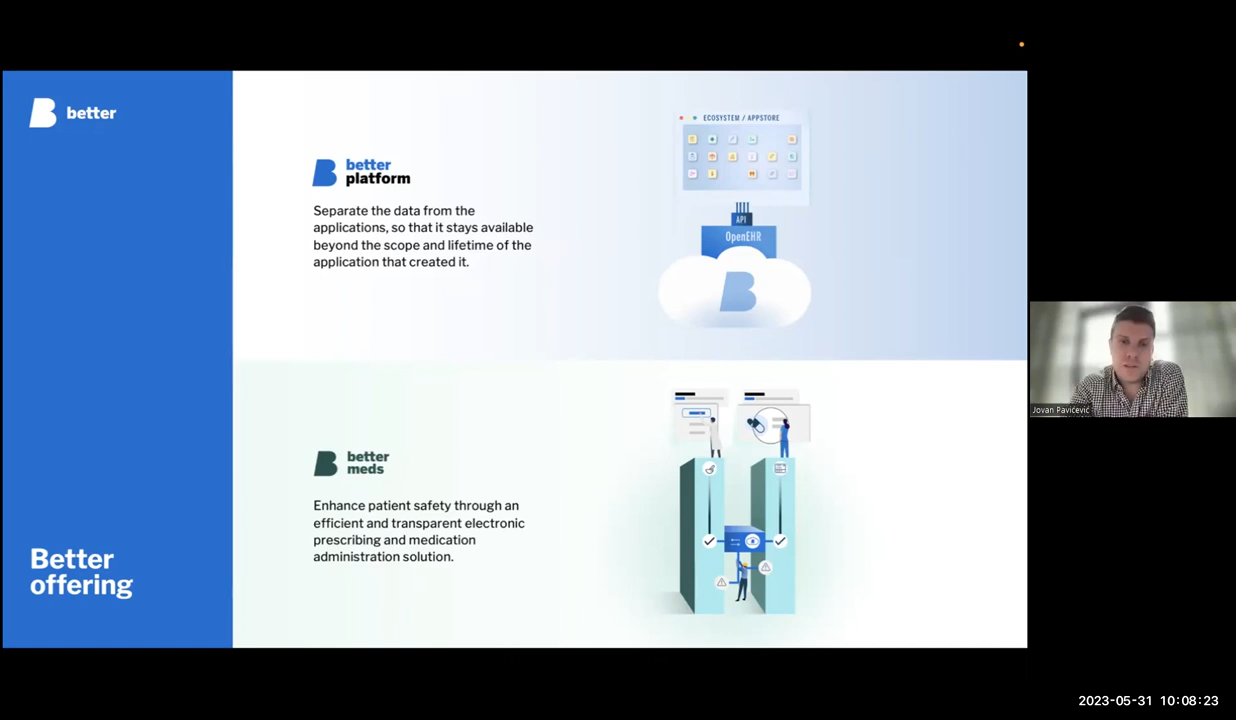 better
better
platform
Separate the data from the
applications, so that it stays available
beyond the scope and lifetime of the
application that created it.
ECOSYSTEM / APPSTORE
API
OpenEHR
better
meds
Enhance patient safety through an
efficient and transparent electronic
prescribing and medication
administration solution.
Better
offering
Jovan Pavićević
2023-05-31 10:08:23